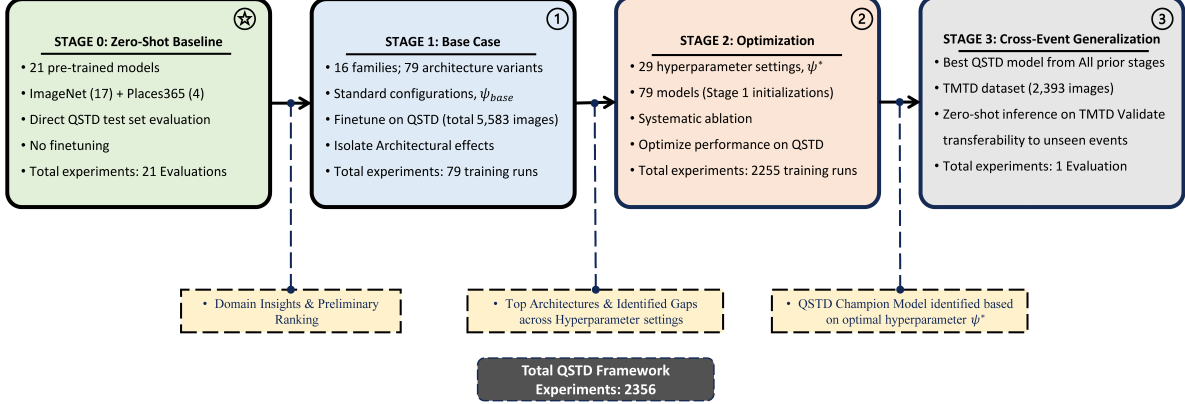 STAGE 0: Zero-Shot Baseline
• 21 pre-trained models
• ImageNet (17) + Places365 (4)
• Direct QSTD test set evaluation
• No finetuning
• Total experiments: 21 Evaluations
1
STAGE 1: Base Case
• 16 families; 79 architecture variants
• Standard configurations, ψ_base
• Finetune on QSTD (total 5,583 images)
• Isolate Architectural effects
• Total experiments: 79 training runs
2
STAGE 2: Optimization
• 29 hyperparameter settings, ψ*
• 79 models (Stage 1 initializations)
• Systematic ablation
• Optimize performance on QSTD
• Total experiments: 2255 training runs
3
STAGE 3: Cross-Event Generalization
• Best QSTD model from All prior stages
• TMTD dataset (2,393 images)
• Zero-shot inference on TMTD Validate
transferability to unseen events
• Total experiments: 1 Evaluation
• Domain Insights & Preliminary
Ranking
• Top Architectures & Identified Gaps
across Hyperparameter settings
• QSTD Champion Model identified based
on optimal hyperparameter ψ*
Total QSTD Framework
Experiments: 2356